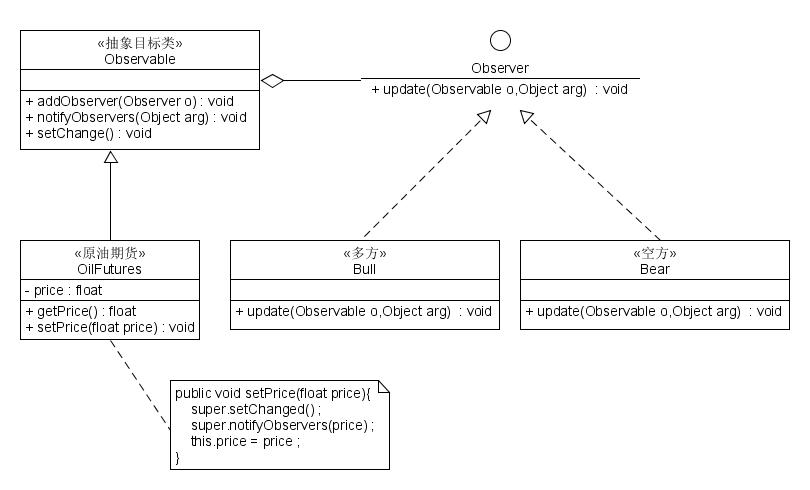 «抽象目标类»
Observable
+ addObserver(Observer o) : void
+ notifyObservers(Object arg) : void
+ setChange() : void
Observer
+ update(Observable o,Object arg)  : void
«原油期货»
OilFutures
- price : float
+ getPrice() : float
+ setPrice(float price) : void
«多方»
Bull
+ update(Observable o,Object arg)  : void
«空方»
Bear
+ update(Observable o,Object arg)  : void
public void setPrice(float price){
super.setChanged() ;
super.notifyObservers(price) ;
this.price = price ;
}